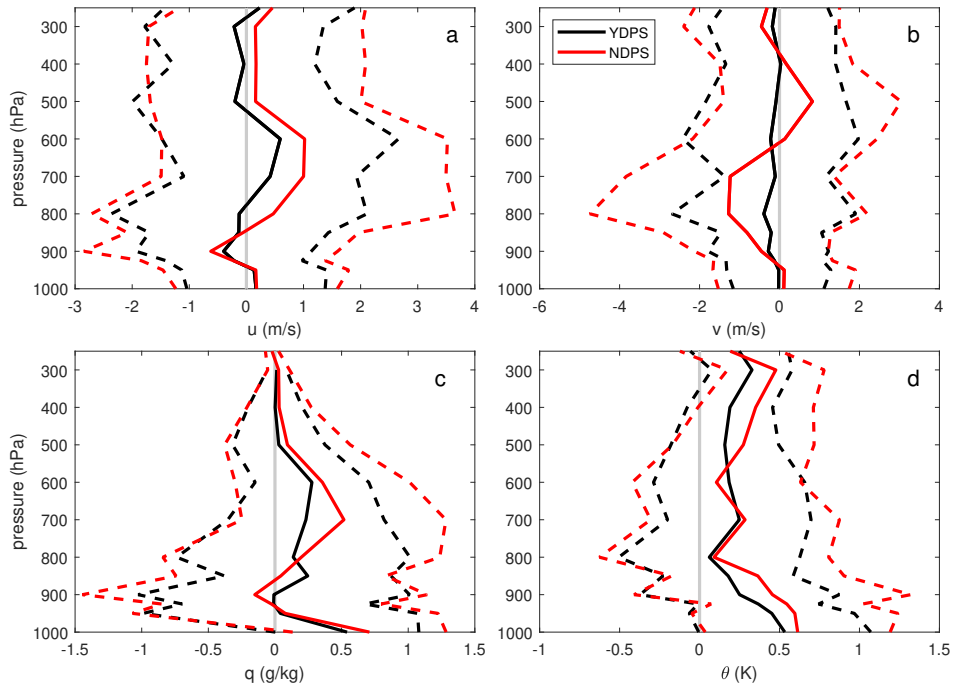 300
400
500
600
700
800
900
1000
pressure (hPa)
-3 -2 -1 0 1 2 3 4
u (m/s)
a
300
400
500
600
700
800
900
1000
-6 -4 -2 0 2 4
v (m/s)
b
YDPS
NDPS
300
400
500
600
700
800
900
1000
pressure (hPa)
-1.5 -1 -0.5 0 0.5 1 1.5
q (g/kg)
c
300
400
500
600
700
800
900
1000
-1 -0.5 0 0.5 1 1.5
θ (K)
d